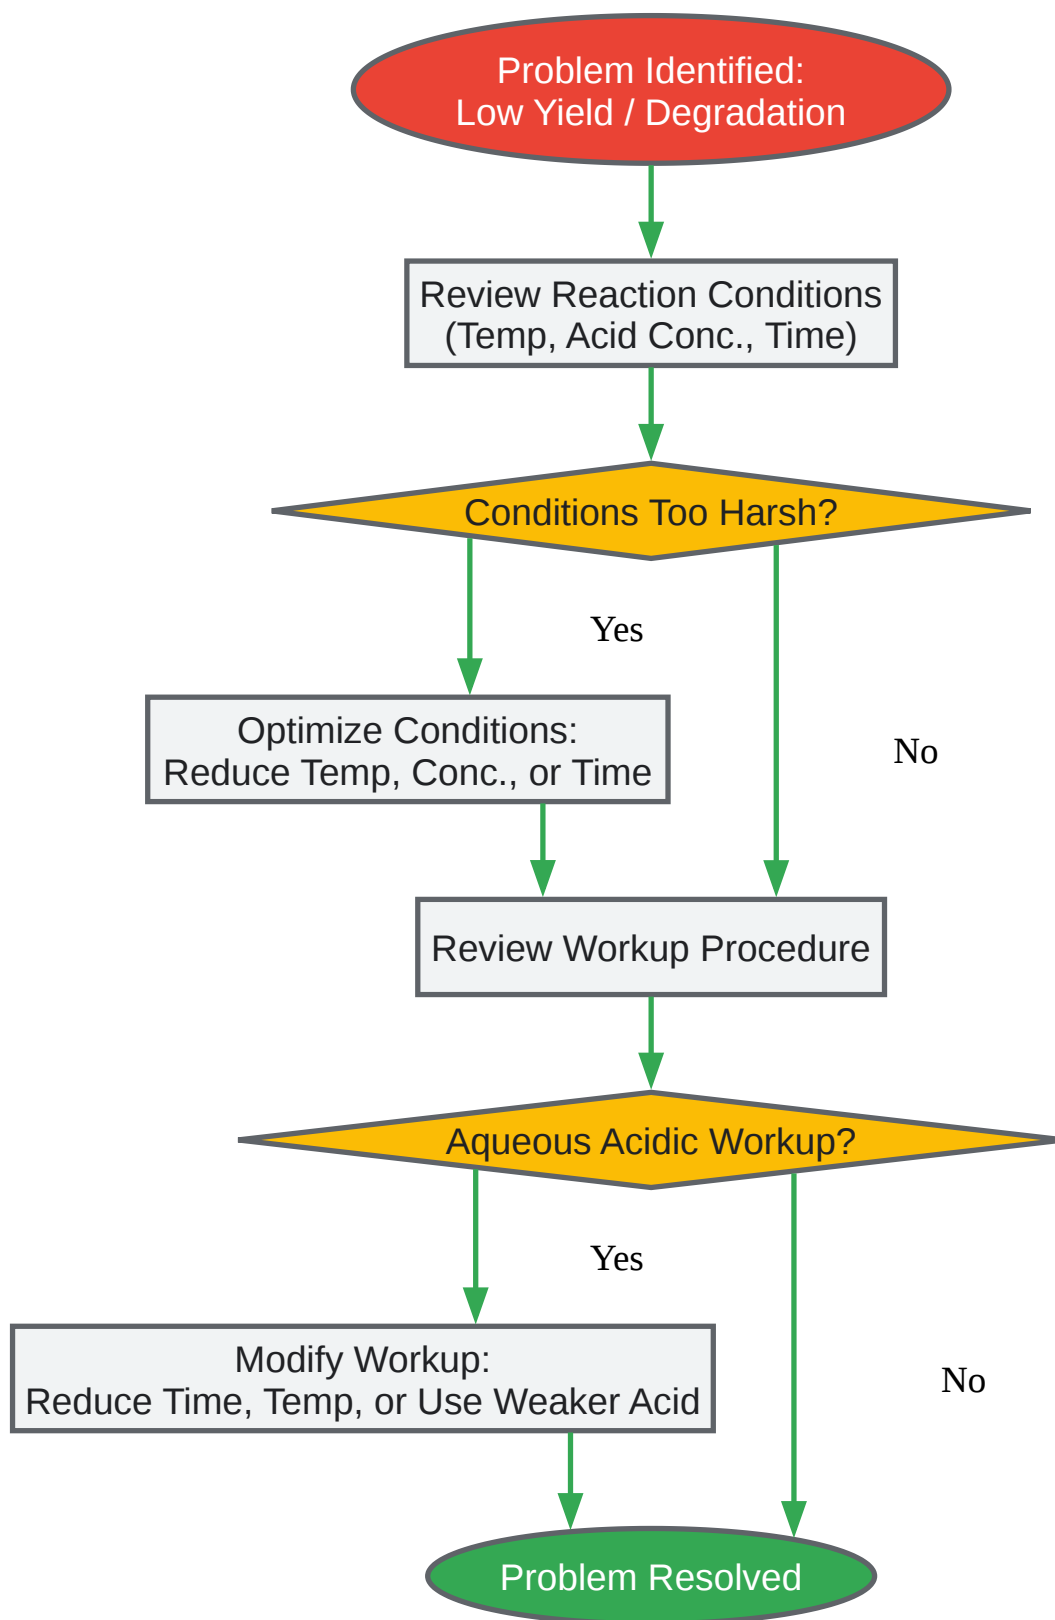 Problem Identified:
Low Yield / Degradation
Review Reaction Conditions
(Temp, Acid Conc., Time)
Conditions Too Harsh?
Yes
Optimize Conditions:
Reduce Temp, Conc., or Time
No
Review Workup Procedure
Aqueous Acidic Workup?
Yes
Modify Workup:
Reduce Time, Temp, or Use Weaker Acid
No
Problem Resolved